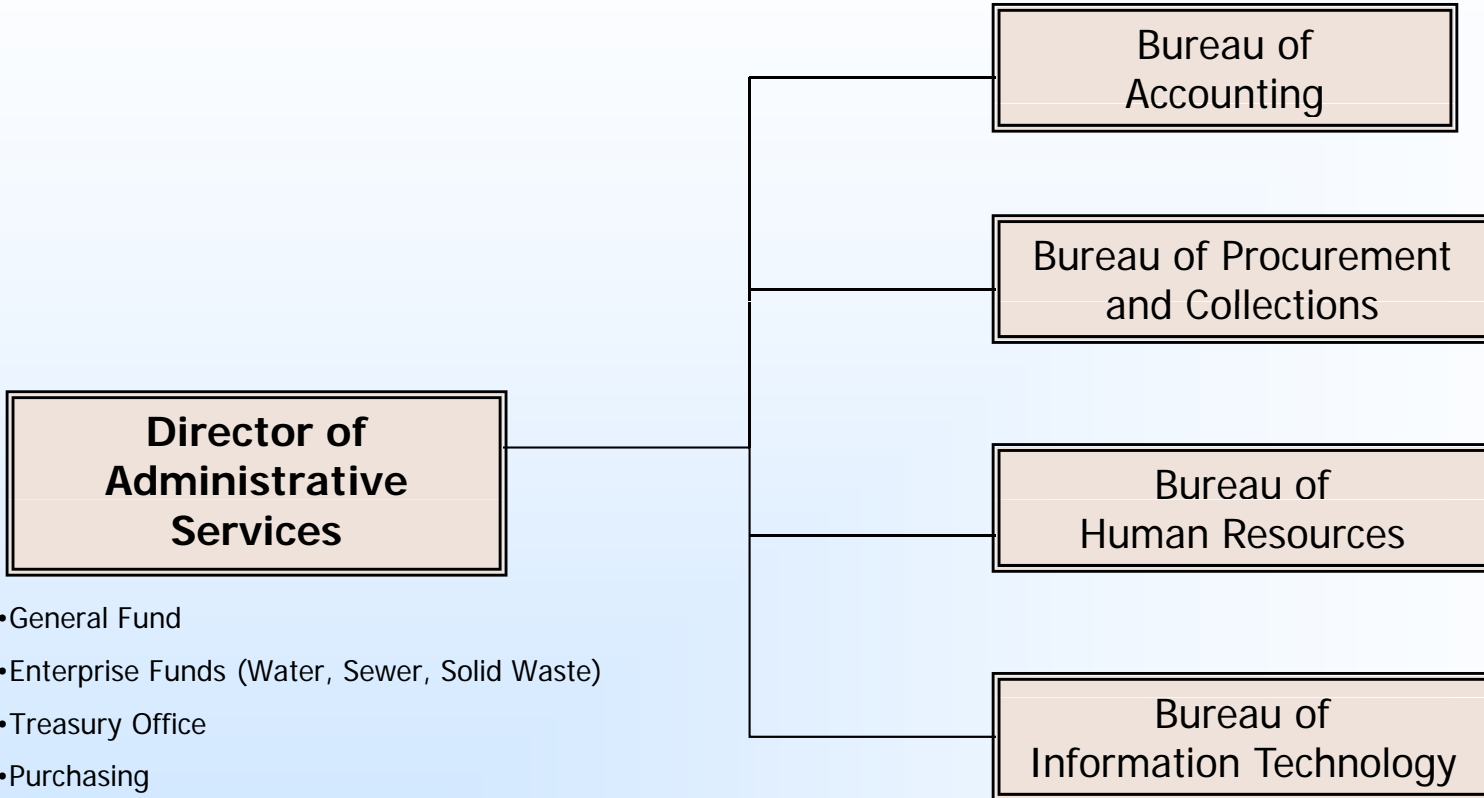 Bureau of
Accounting
Bureau of Procurement
and Collections
Director of
Administrative
Services
Bureau of
Human Resources
•General Fund
•Enterprise Funds (Water, Sewer, Solid Waste)
•Treasury Office
•Purchasing
Bureau of
Information Technology